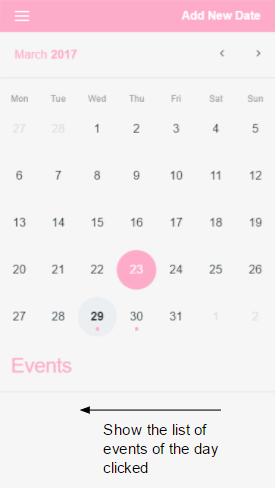 Add New Date
March 2017
Mon Tue Wed Thu Fri Sat Sun
27 28 1 2 3 4 5
6 7 8 9 10 11 12
13 14 15 16 17 18 19
20 21 22 23 24 25 26
27 28 29 30 31 1 2
Events
Show the list of
events of the day
clicked